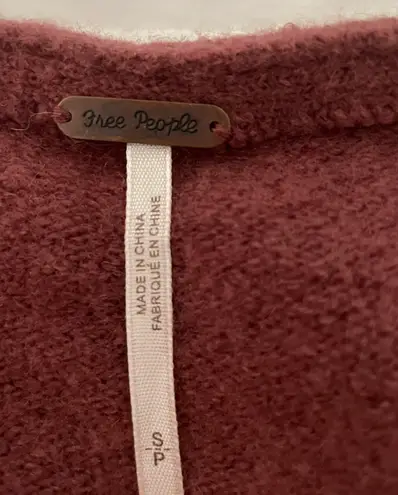 Free People
MADE IN CHINA
FABRIQUÉ EN CHINE
S
P